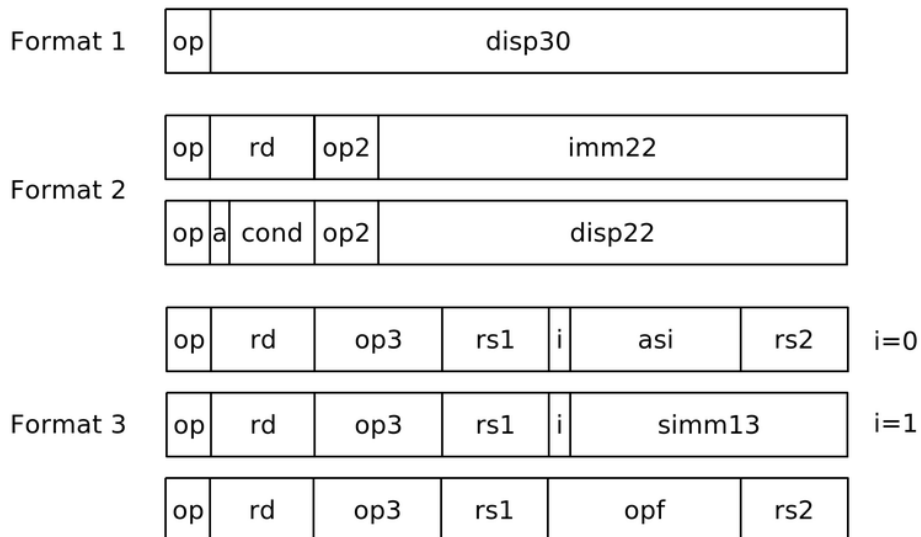 Format 1 op disp30
op rd op2 imm22
Format 2
op a cond op2 disp22
op rd op3 rs1 i asi rs2 i=0
Format 3 op rd op3 rs1 i simm13 i=1
op rd op3 rs1 opf rs2